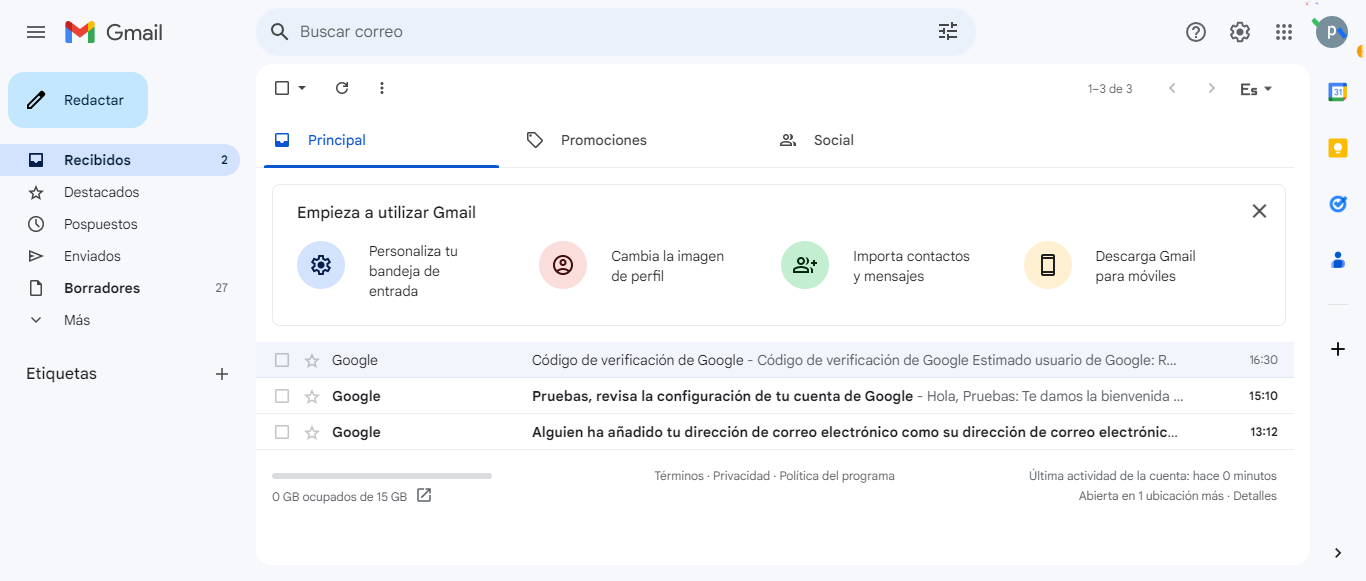 Gmail
Buscar correo
P
Redactar
1–3 de 3
Es
31
Principal
Promociones
Social
Recibidos 2
Destacados
Pospuestos
Enviados
Borradores 27
Más
Etiquetas
Empieza a utilizar Gmail
Personaliza tu
bandeja de
entrada
Cambia la imagen
de perfil
Importa contactos
y mensajes
Descarga Gmail
para móviles
Google Código de verificación de Google - Código de verificación de Google Estimado usuario de Google: R... 16:30
Google Pruebas, revisa la configuración de tu cuenta de Google - Hola, Pruebas: Te damos la bienvenida ... 15:10
Google Alguien ha añadido tu dirección de correo electrónico como su dirección de correo electrónic... 13:12
0 GB ocupados de 15 GB
Términos · Privacidad · Política del programa
Última actividad de la cuenta: hace 0 minutos
Abierta en 1 ubicación más · Detalles